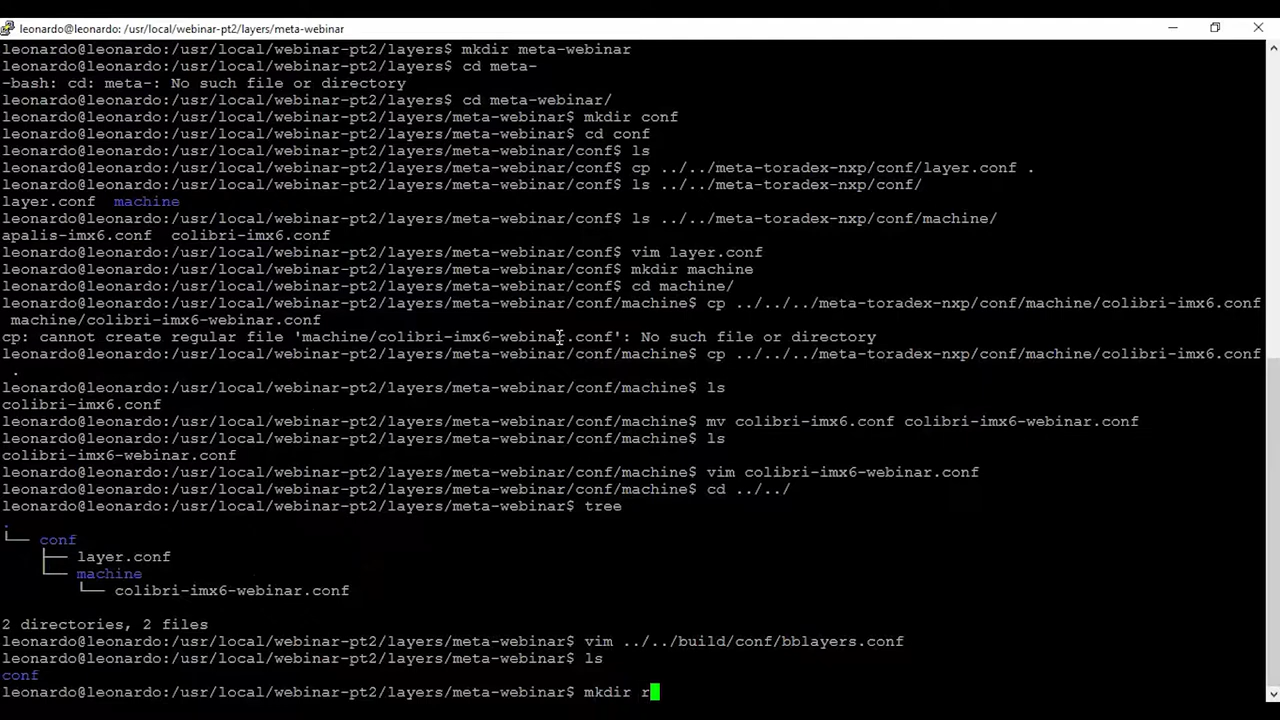 leonardo@leonardo: /usr/local/webinar-pt2/layers/meta-webinar
leonardo@leonardo:/usr/local/webinar-pt2/layers$ mkdir meta-webinar
leonardo@leonardo:/usr/local/webinar-pt2/layers$ cd meta-
-bash: cd: meta-: No such file or directory
leonardo@leonardo:/usr/local/webinar-pt2/layers$ cd meta-webinar/
leonardo@leonardo:/usr/local/webinar-pt2/layers/meta-webinar$ mkdir conf
leonardo@leonardo:/usr/local/webinar-pt2/layers/meta-webinar$ cd conf
leonardo@leonardo:/usr/local/webinar-pt2/layers/meta-webinar/conf$ ls
leonardo@leonardo:/usr/local/webinar-pt2/layers/meta-webinar/conf$ cp ../../meta-toradex-nxp/conf/layer.conf .
leonardo@leonardo:/usr/local/webinar-pt2/layers/meta-webinar/conf$ ls ../../meta-toradex-nxp/conf/
layer.conf  machine
leonardo@leonardo:/usr/local/webinar-pt2/layers/meta-webinar/conf$ ls ../../meta-toradex-nxp/conf/machine/
apalis-imx6.conf  colibri-imx6.conf
leonardo@leonardo:/usr/local/webinar-pt2/layers/meta-webinar/conf$ vim layer.conf
leonardo@leonardo:/usr/local/webinar-pt2/layers/meta-webinar/conf$ mkdir machine
leonardo@leonardo:/usr/local/webinar-pt2/layers/meta-webinar/conf$ cd machine/
leonardo@leonardo:/usr/local/webinar-pt2/layers/meta-webinar/conf/machine$ cp ../../../meta-toradex-nxp/conf/machine/colibri-imx6.conf
 machine/colibri-imx6-webinar.conf
cp: cannot create regular file 'machine/colibri-imx6-webinar.conf': No such file or directory
leonardo@leonardo:/usr/local/webinar-pt2/layers/meta-webinar/conf/machine$ cp ../../../meta-toradex-nxp/conf/machine/colibri-imx6.conf
 .
leonardo@leonardo:/usr/local/webinar-pt2/layers/meta-webinar/conf/machine$ ls
colibri-imx6.conf
leonardo@leonardo:/usr/local/webinar-pt2/layers/meta-webinar/conf/machine$ mv colibri-imx6.conf colibri-imx6-webinar.conf
leonardo@leonardo:/usr/local/webinar-pt2/layers/meta-webinar/conf/machine$ ls
colibri-imx6-webinar.conf
leonardo@leonardo:/usr/local/webinar-pt2/layers/meta-webinar/conf/machine$ vim colibri-imx6-webinar.conf
leonardo@leonardo:/usr/local/webinar-pt2/layers/meta-webinar/conf/machine$ cd ../../
leonardo@leonardo:/usr/local/webinar-pt2/layers/meta-webinar$ tree
.
└── conf
    ├── layer.conf
    └── machine
        └── colibri-imx6-webinar.conf
2 directories, 2 files
leonardo@leonardo:/usr/local/webinar-pt2/layers/meta-webinar$ vim ../../build/conf/bblayers.conf
leonardo@leonardo:/usr/local/webinar-pt2/layers/meta-webinar$ ls
conf
leonardo@leonardo:/usr/local/webinar-pt2/layers/meta-webinar$ mkdir r